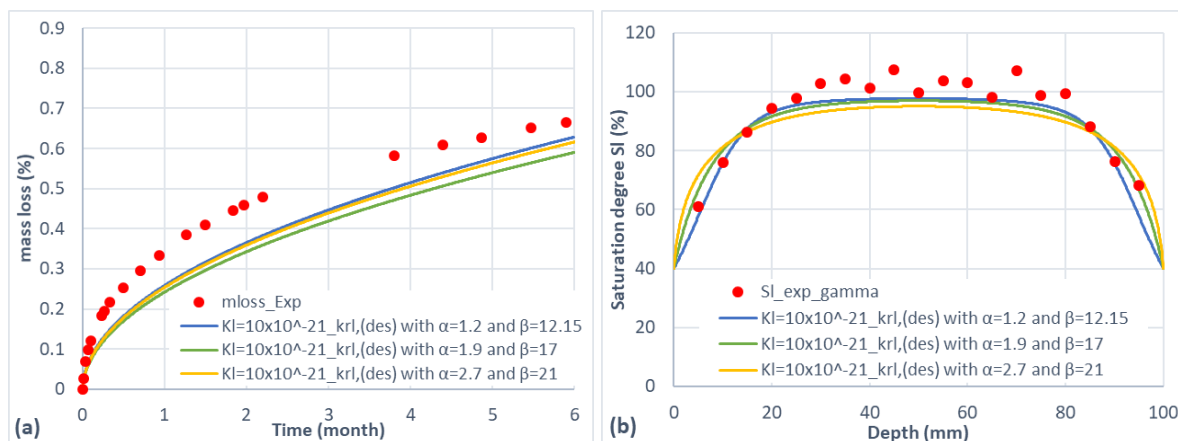 0.9
0.8
0.7
0.6
0.5
0.4
0.3
0.2
0.1
0
mass loss (%)
mloss_Exp
Kl=10x10^-21_krl,(des) with α=1.2 and β=12.15
Kl=10x10^-21_krl,(des) with α=1.9 and β=17
Kl=10x10^-21_krl,(des) with α=2.7 and β=21
0 1 2 3 4 5 6
(a) Time (month)
120
100
80
60
40
20
0
Saturation degree Sl (%)
Sl_exp_gamma
Kl=10x10^-21_krl,(des) with α=1.2 and β=12.15
Kl=10x10^-21_krl,(des) with α=1.9 and β=17
Kl=10x10^-21_krl,(des) with α=2.7 and β=21
0 20 40 60 80 100
(b) Depth (mm)